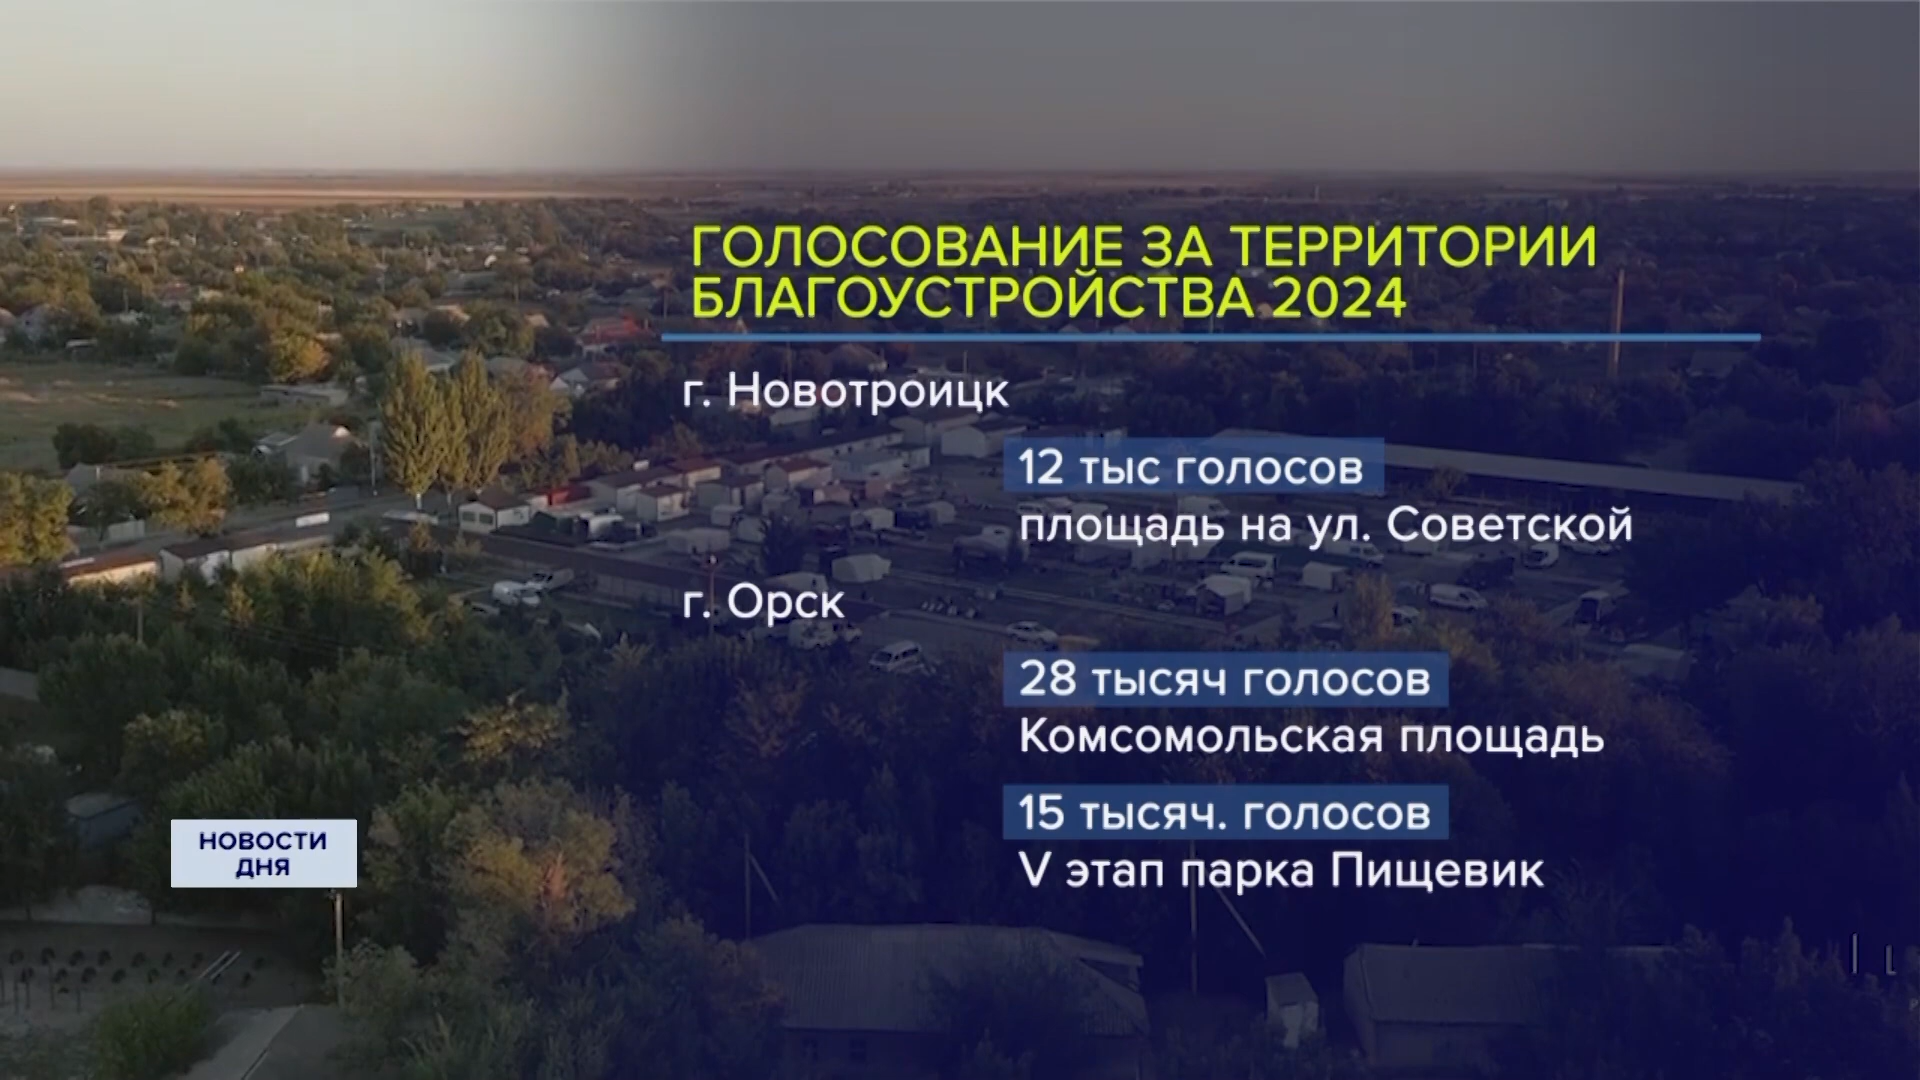 ГОЛОСОВАНИЕ ЗА ТЕРРИТОРИИ
БЛАГОУСТРОЙСТВА 2024
г. Новотроицк
12 тыс голосов
площадь на ул. Советской
г. Орск
28 тысяч голосов
Комсомольская площадь
15 тысяч. голосов
V этап парка Пищевик
НОВОСТИ
ДНЯ